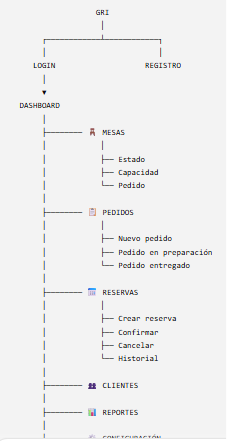 GRI
LOGIN REGISTRO
DASHBOARD
MESAS
Estado
Capacidad
Pedido
PEDIDOS
Nuevo pedido
Pedido en preparación
Pedido entregado
RESERVAS
Crear reserva
Confirmar
Cancelar
Historial
CLIENTES
REPORTES